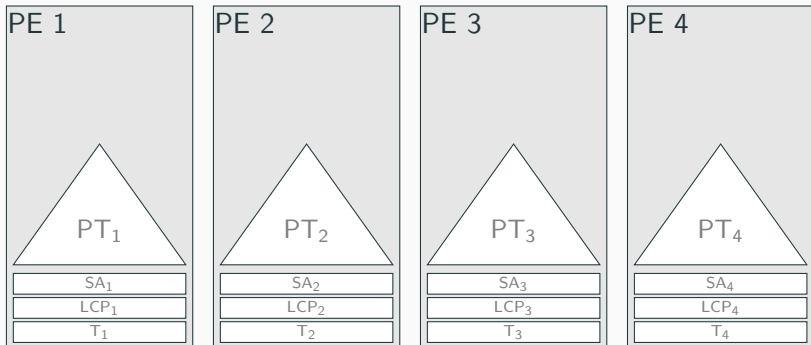 PE 1
PE 2
PE 3
PE 4
PT₁
PT₂
PT₃
PT₄
SA₁
SA₂
SA₃
SA₄
LCP₁
LCP₂
LCP₃
LCP₄
T₁
T₂
T₃
T₄